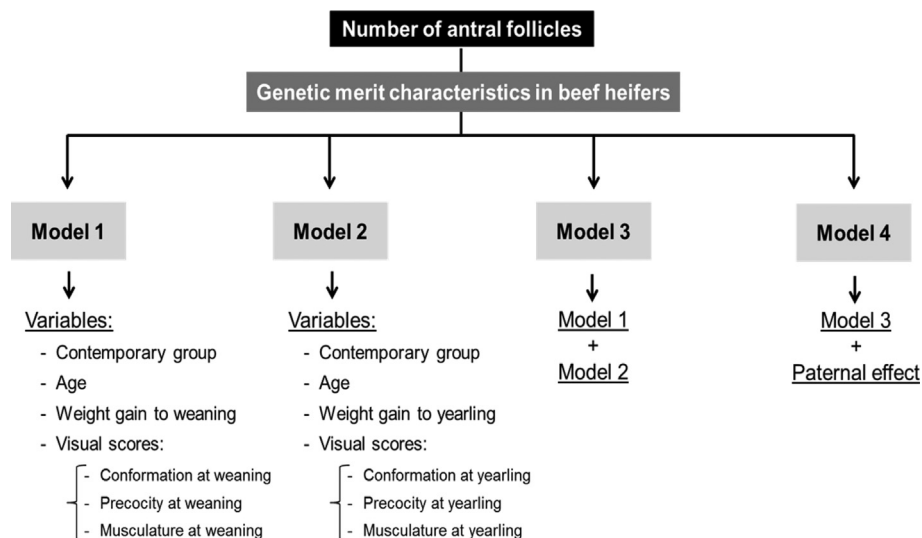 Number of antral follicles
Genetic merit characteristics in beef heifers
Model 1
Model 2
Model 3
Model 4
Variables:
- Contemporary group
- Age
- Weight gain to weaning
- Visual scores:
- Conformation at weaning
- Precocity at weaning
- Musculature at weaning
Variables:
- Contemporary group
- Age
- Weight gain to yearling
- Visual scores:
- Conformation at yearling
- Precocity at yearling
- Musculature at yearling
Model 1
+
Model 2
Model 3
+
Paternal effect